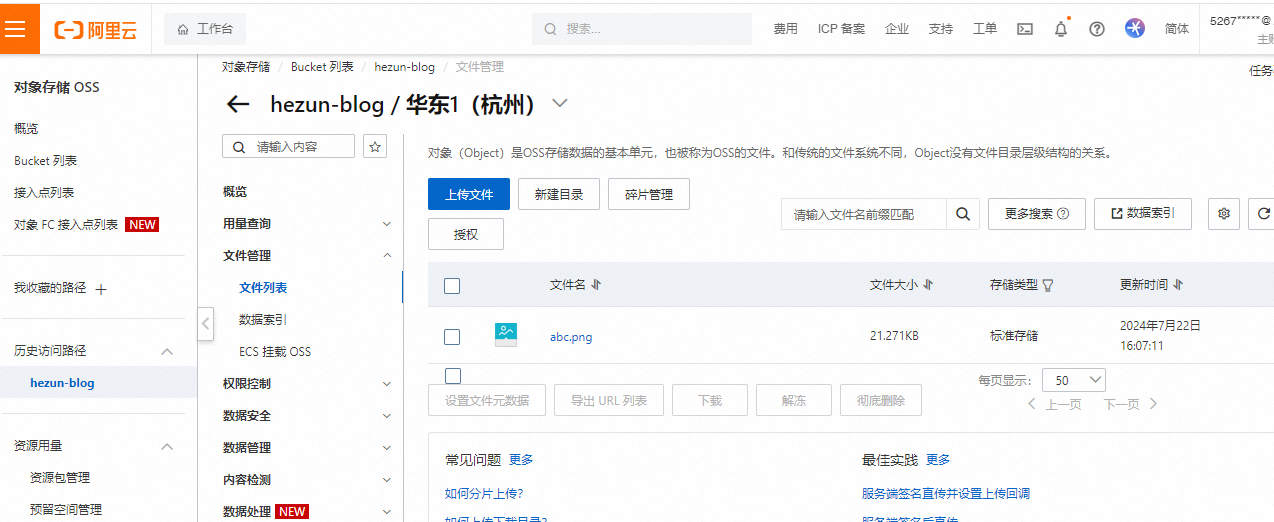 阿里云
工作台
搜索...
费用
ICP 备案
企业
支持
工单
简体
5267*****@
主账
对象存储 OSS
概览
Bucket 列表
接入点列表
对象 FC 接入点列表 NEW
我收藏的路径
历史访问路径
hezun-blog
资源用量
资源包管理
预留空间管理
对象存储 / Bucket 列表 / hezun-blog / 文件管理
任务
hezun-blog / 华东1（杭州）
请输入内容
概览
用量查询
文件管理
文件列表
数据索引
ECS 挂载 OSS
权限控制
数据安全
数据管理
内容检测
数据处理 NEW
对象（Object）是OSS存储数据的基本单元，也被称为OSS的文件。和传统的文件系统不同，Object没有文件目录层级结构的关系。
上传文件
新建目录
碎片管理
授权
请输入文件名前缀匹配
更多搜索
数据索引
文件名
文件大小
存储类型
更新时间
abc.png
21.271KB
标准存储
2024年7月22日
16:07:11
设置文件元数据
导出 URL 列表
下载
解冻
彻底删除
每页显示：
50
上一页
下一页
常见问题 更多
如何分片上传？
如何上传下载目录？
最佳实践 更多
服务端签名直传并设置上传回调
服务端签名后直传